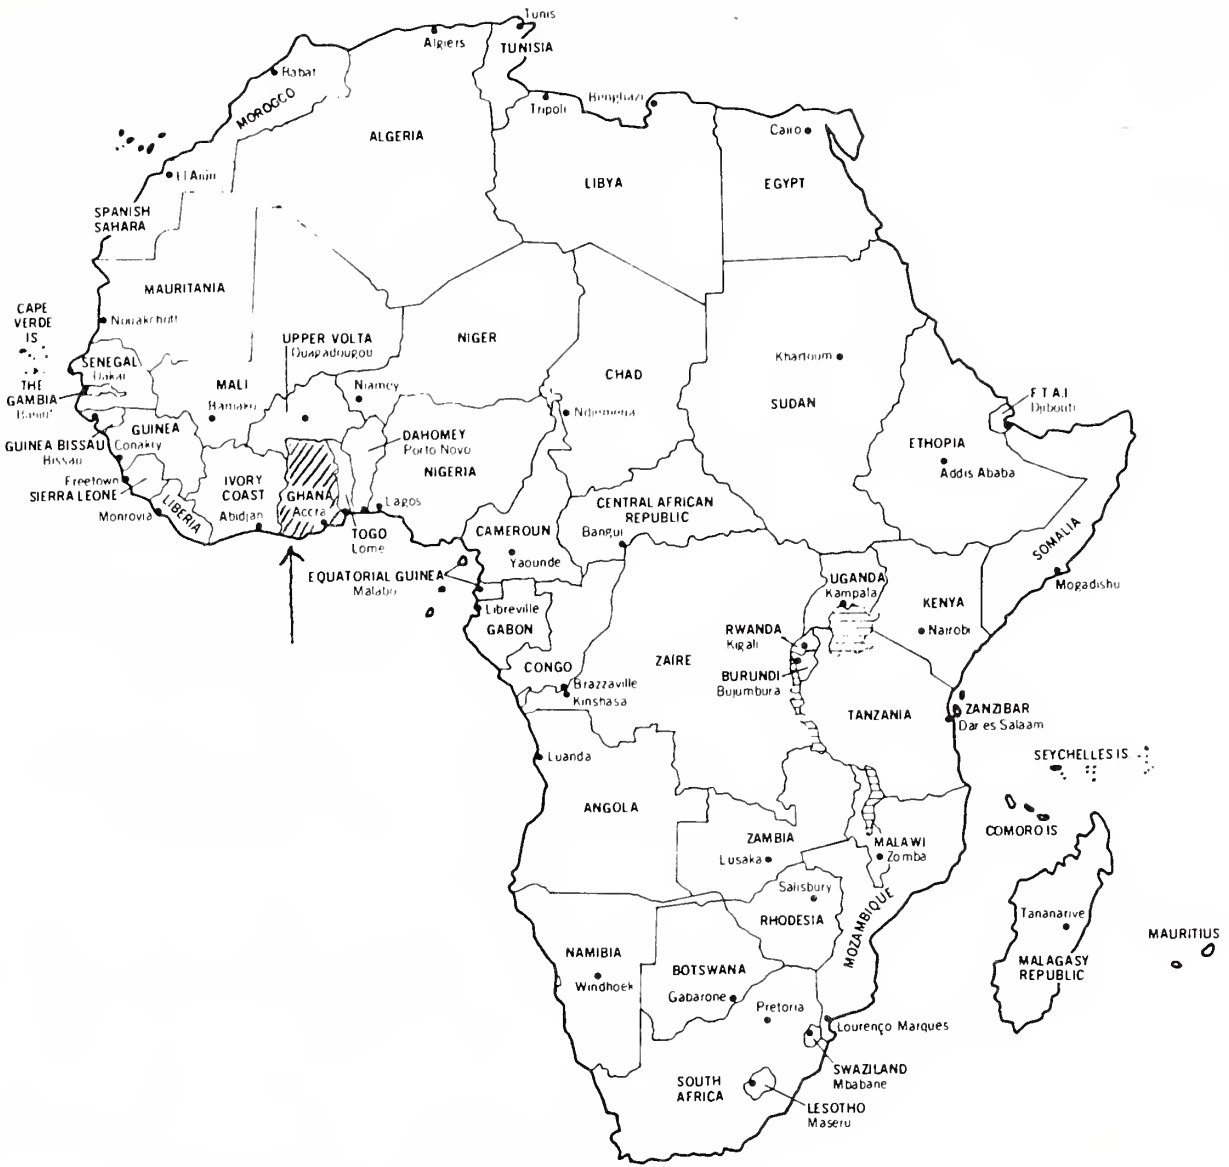 Tunis
TUNISIA
Algiers
Rabat
MOROCCO
Tripoli
Benghazi
Cairo
ALGERIA
LIBYA
EGYPT
El Aiún
SPANISH
SAHARA
MAURITANIA
Nouakchott
CAPE
VERDE
IS
UPPER VOLTA
Ouagadougou
NIGER
CHAD
Khartoum
SUDAN
SENEGAL
Dakar
THE
GAMBIA
MALI
Bamako
Niamey
Ndjemena
F T A I
Djibouti
GUINEA
GUINEA BISSAU
Bissau
Conakry
DAHOMEY
Porto Novo
NIGERIA
ETHOPIA
Addis Ababa
Freetown
SIERRA LEONE
IVORY
COAST
Abidjan
GHANA
Accra
Lagos
CENTRAL AFRICAN
REPUBLIC
Bangui
Monrovia
LIBERIA
TOGO
Lome
CAMEROUN
Yaounde
SOMALIA
Mogadishu
EQUATORIAL GUINEA
Malabo
UGANDA
Kampala
KENYA
Nairobi
Libreville
GABON
RWANDA
Kigali
CONGO
ZAÏRE
BURUNDI
Bujumbura
Brazzaville
Kinshasa
TANZANIA
ZANZIBAR
Dar es Salaam
Luanda
SEYCHELLES IS
ANGOLA
COMORO IS
ZAMBIA
Lusaka
MALAWI
Zomba
Salisbury
RHODESIA
MOZAMBIQUE
Tananarive
MAURITIUS
NAMIBIA
Windhoek
BOTSWANA
Gabarone
MALAGASY
REPUBLIC
Pretoria
Lourenço Marques
SWAZILAND
Mbabane
SOUTH
AFRICA
LESOTHO
Maseru